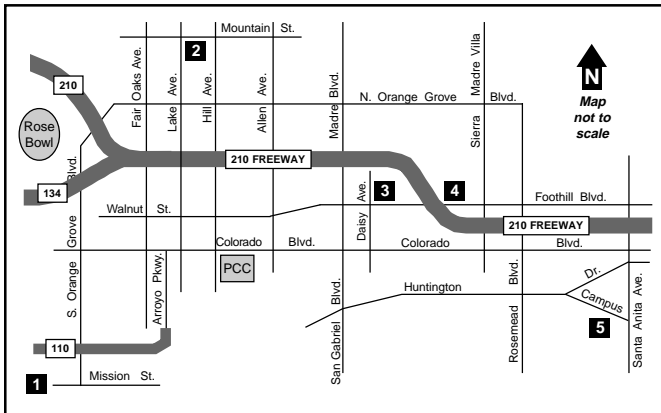 Mountain St.
2
210
Fair Oaks Ave.
Lake Ave.
Hill Ave.
Allen Ave.
Madre Blvd.
Sierra Madre Villa
N. Orange Grove Blvd.
N
Map
not to
scale
Rose
Bowl
134
210 FREEWAY
3
4
Daisy Ave.
Foothill Blvd.
Walnut St.
210 FREEWAY
S. Orange Grove Blvd.
Arroyo Pkwy.
Colorado Blvd.
Colorado Blvd.
PCC
San Gabriel Blvd.
Huntington Dr.
Rosemead Blvd.
Campus
Santa Anita Ave.
5
110
1
Mission St.